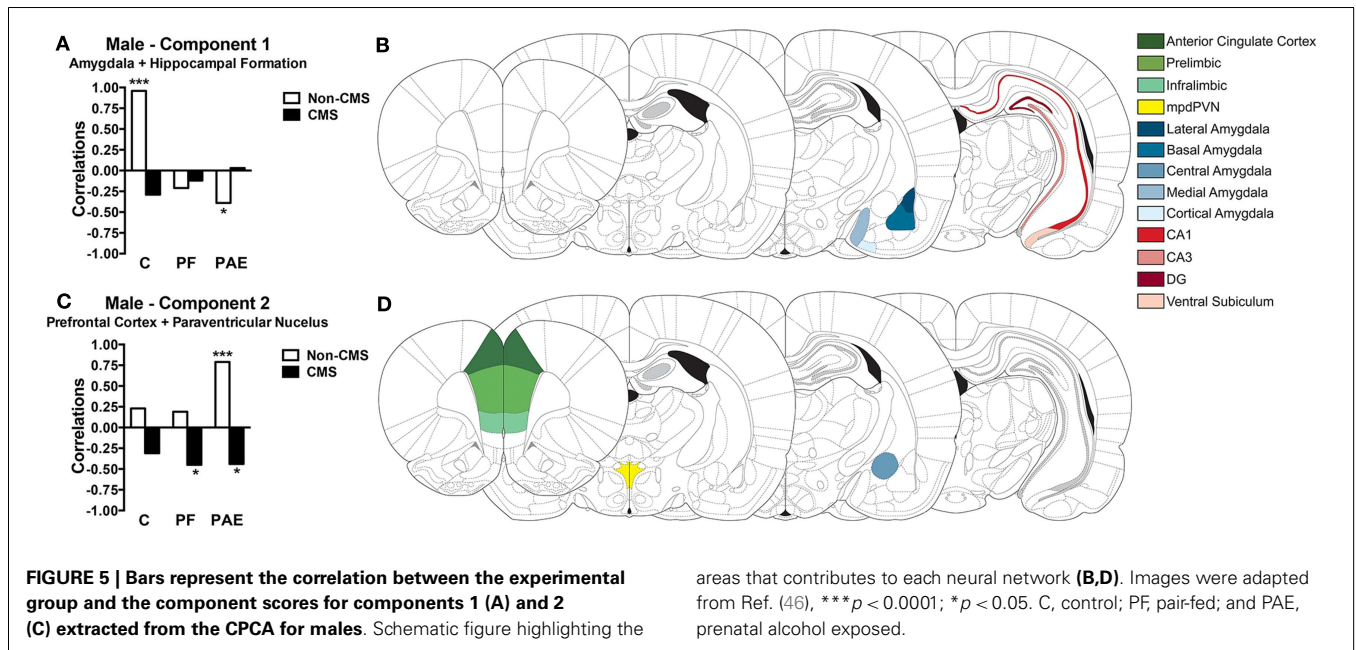 A
Male - Component 1
Amygdala + Hippocampal Formation
***
1.00
0.75
0.50
0.25
0.00
-0.25
-0.50
-0.75
-1.00
Correlations
Non-CMS
CMS
*
C PF PAE
B
C
Male - Component 2
Prefrontal Cortex + Paraventricular Nucelus
1.00
0.75
0.50
0.25
0.00
-0.25
-0.50
-0.75
-1.00
Correlations
***
Non-CMS
CMS
* *
C PF PAE
D
Anterior Cingulate Cortex
Prelimbic
Infralimbic
mpdPVN
Lateral Amygdala
Basal Amygdala
Central Amygdala
Medial Amygdala
Cortical Amygdala
CA1
CA3
DG
Ventral Subiculum
FIGURE 5 | Bars represent the correlation between the experimental
group and the component scores for components 1 (A) and 2
(C) extracted from the CPCA for males. Schematic figure highlighting the
areas that contributes to each neural network (B,D). Images were adapted
from Ref. (46), ***p < 0.0001; *p < 0.05. C, control; PF, pair-fed; and PAE,
prenatal alcohol exposed.